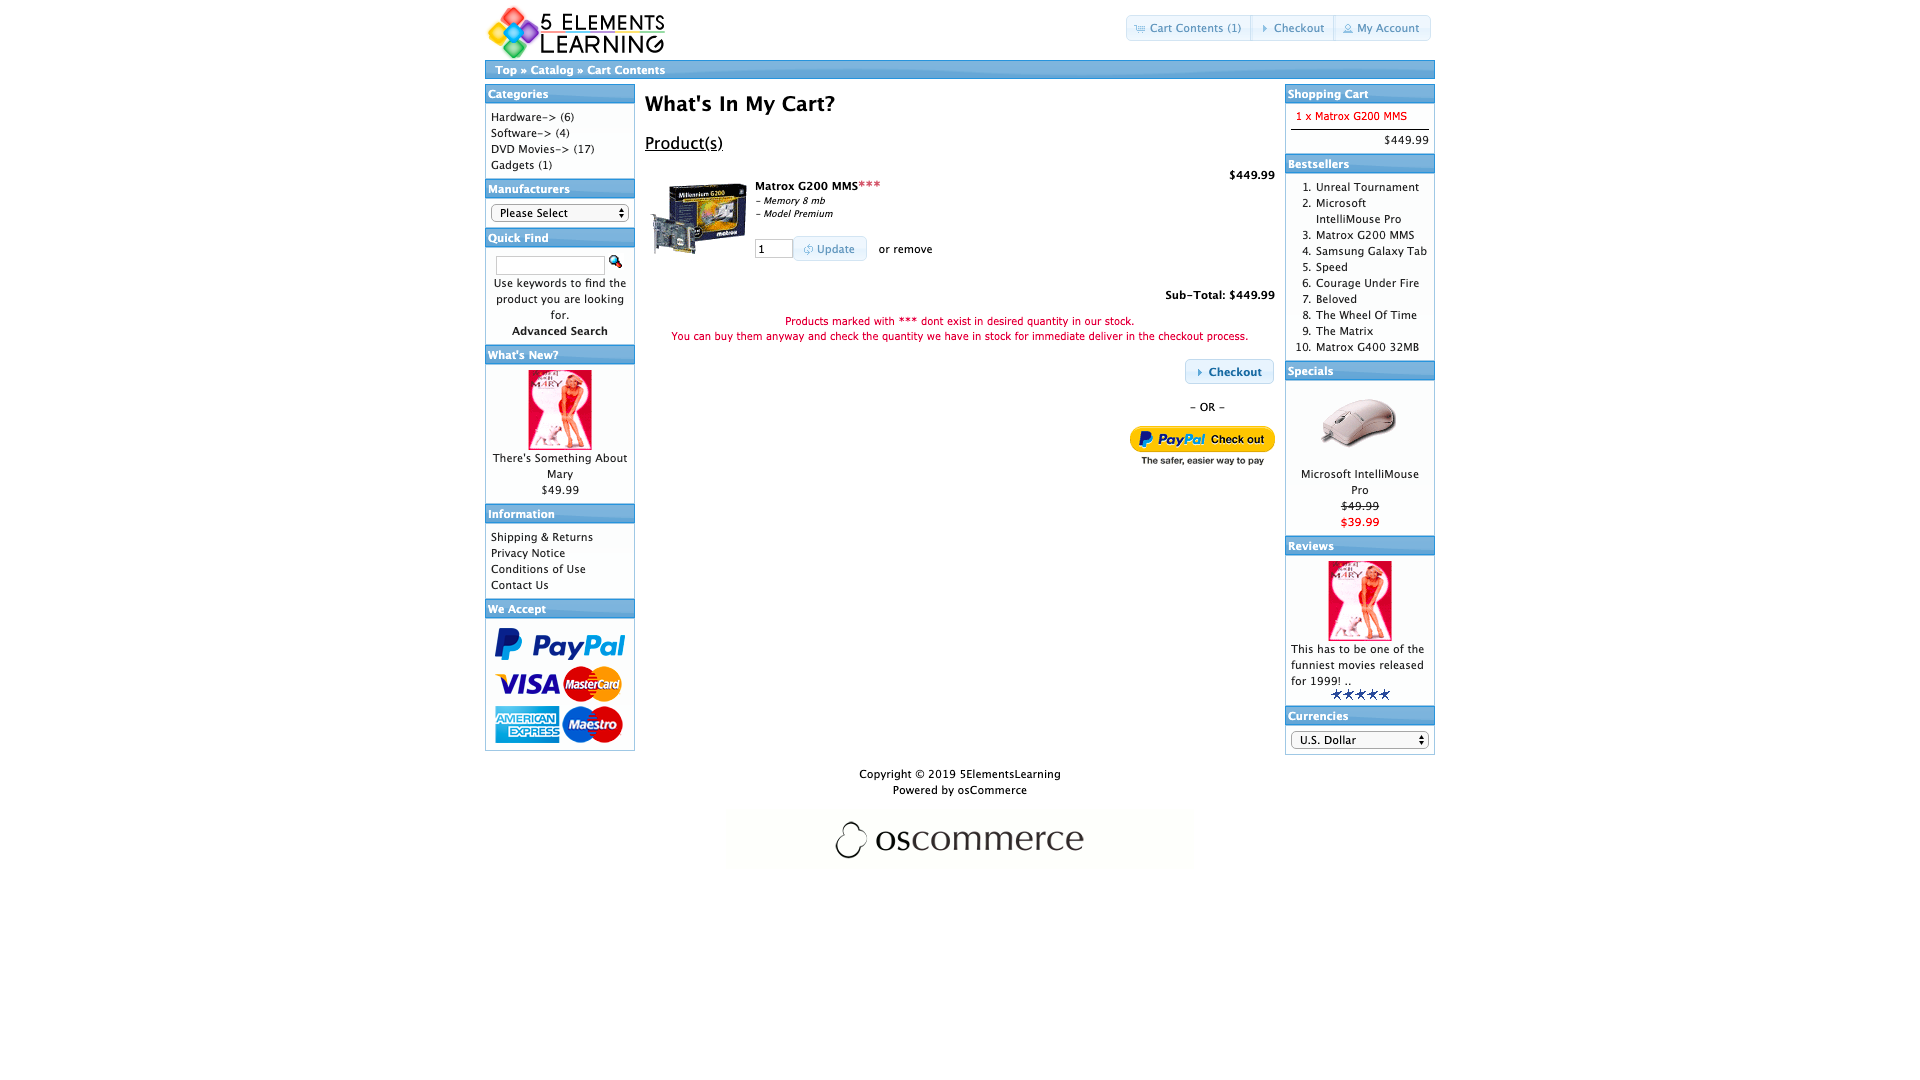 5 ELEMENTS
LEARNING
Cart Contents (1)
Checkout
My Account
Top » Catalog » Cart Contents
Categories
Hardware-> (6)
Software-> (4)
DVD Movies-> (17)
Gadgets (1)
Manufacturers
Please Select
Quick Find
Use keywords to find the
product you are looking
for.
Advanced Search
What's New?
There's Something About
Mary
$49.99
Information
Shipping & Returns
Privacy Notice
Conditions of Use
Contact Us
We Accept
PayPal
VISA MasterCard
AMERICAN EXPRESS Maestro
What's In My Cart?
Product(s)
Millennium G200
matrox
Matrox G200 MMS***
- Memory 8 mb
- Model Premium
$449.99
1
Update
or remove
Sub-Total: $449.99
Products marked with *** dont exist in desired quantity in our stock.
You can buy them anyway and check the quantity we have in stock for immediate deliver in the checkout process.
Checkout
- OR -
PayPal Check out
The safer, easier way to pay
Shopping Cart
1 x Matrox G200 MMS
$449.99
Bestsellers
1. Unreal Tournament
2. Microsoft
IntelliMouse Pro
3. Matrox G200 MMS
4. Samsung Galaxy Tab
5. Speed
6. Courage Under Fire
7. Beloved
8. The Wheel Of Time
9. The Matrix
10. Matrox G400 32MB
Specials
Microsoft IntelliMouse
Pro
$49.99
$39.99
Reviews
MARY
This has to be one of the
funniest movies released
for 1999! ..
Currencies
U.S. Dollar
Copyright © 2019 5ElementsLearning
Powered by osCommerce
oscommerce